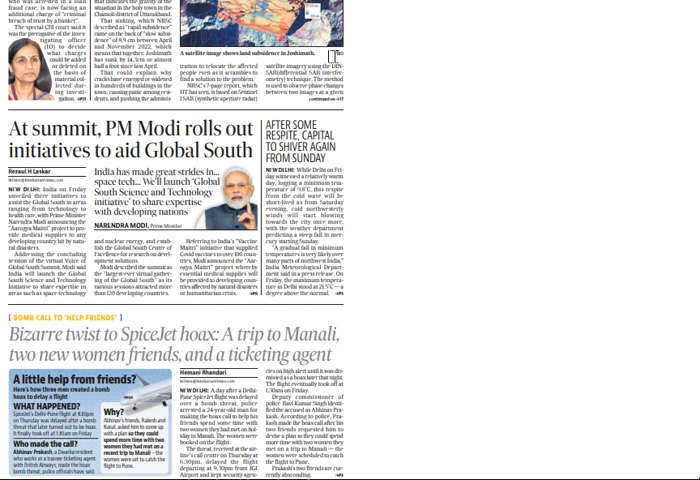 who was arrested in a loan
fraud case, is now facing an
additional charge of "criminal
breach of trust by a banker".
The special CBI court said it
was the prerogative of the inves-
tigating officer
(IO) to decide
what charges
could be added
or deleted on
the basis of
material col-
lected dur-
ing investi-
gation.
that indicates the gravity of the
situation in the holy town in the
Chamoli district of Uttarakhand.
That sinking, which NRSC
described as "rapid subsidence"
came on the back of "slow subsi-
dence" of 8.9cm between April
and November 2022, which
means that together, Joshimath
has sunk by 14.3cm or almost
half a foot since last April.
That could explain why
cracks have emerged or widened
in hundreds of buildings in the
town, causing panic among resi-
dents, and pushing the adminis-
A satellite image shows land subsidence in Joshimath.
tration to relocate the affected
people even as it scrambles to
find a solution to the problem.
NRSC's 7-page report, which
HT has seen, is based on Sentinel
1 SAR (synthetic aperture radar)
satellite imagery using the DIN-
SAR(differential SAR interfer-
ometry) technique. The method
is used to observe phase changes
between two images at a given
continued on
At summit, PM Modi rolls out
initiatives to aid Global South
Rezaul H Laskar
letters@hindustantimes.com
NEW DELHI: India on Friday
unveiled three initiatives to
assist the Global South in areas
ranging from technology to
health care, with Prime Minister
Narendra Modi announcing the
"Aarogya Maitri" project to pro-
vide medical supplies to any
developing country hit by natu-
ral disasters.
Addressing the concluding
session of the virtual Voice of
Global South Summit, Modi said
India will launch the Global
South Science and Technology
Initiative to share expertise in
areas such as space technology
India has made great strides in...
space tech... We'll launch 'Global
South Science and Technology
initiative' to share expertise
with developing nations
NARENDRA MODI, Prime Minister
and nuclear energy, and estab-
lish the Global South Center of
Excellence for research on devel-
opment solutions.
Modi described the summit as
the "largest-ever virtual gather-
ing of the Global South" as its
various sessions attracted more
than 120 developing countries.
Referring to India's "Vaccine
Maitri" initiative that supplied
Covid vaccines to over 100 coun-
tries, Modi announced the "Aar-
ogya Maitri" project whereby
essential medical supplies will
be provided to developing coun-
tries affected by natural disasters
or humanitarian crisis.
AFTER SOME
RESPITE, CAPITAL
TO SHIVER AGAIN
FROM SUNDAY
NEW DELHI: While Delhi on Fri-
day witnessed a relatively warm
day, logging a minimum tem-
perature of 9.8°C, this respite
from the cold wave will be
short-lived as from Saturday
evening, cold northwesterly
winds will start blowing
towards the city once more,
with the weather department
predicting a steep fall in mer-
cury starting Sunday.
"A gradual fall in minimum
temperatures is very likely over
many parts of northwest India,"
India Meteorological Depart-
ment said in a press release. On
Friday, the maximum tempera-
ture in Delhi stood at 21.5°C — a
degree above the normal.
[ BOMB CALL TO 'HELP FRIENDS' ]
Bizarre twist to SpiceJet hoax: A trip to Manali,
two new women friends, and a ticketing agent
A little help from friends?
Here's how three men created a bomb
hoax to delay a flight
WHAT HAPPENED?
SpiceJet's Delhi-Pune flight at 9.30pm
on Thursday was delayed after a bomb
threat that later turned out to be hoax.
It finally took off at 1.30am on Friday
Who made the call?
Abhinav Prakash, a Dwarka resident
who works as a trainee ticketing agent
with British Airways, made the hoax
bomb threat, police officials have said.
Why?
Abhinav's friends, Rakesh and
Kunal, asked him to come up
with a plan so they could
spend more time with two
women they had met on a
recent trip to Manali – the
women were set to catch the
flight to Pune.
Hemani Bhandari
letters@hindustantimes.com
NEW DELHI: A day after a Delhi-
Pune SpiceJet flight was delayed
over a bomb threat, police
arrested a 24-year-old man for
making the hoax call to help his
friends spend some time with
two women they had met on hol-
iday in Manali. The women were
booked on the flight.
The threat, received at the air-
line's call center on Thursday at
6.30pm, delayed the flight
departing at 9.30pm from IGI
Airport and kept security agen-
cies on high alert until it was dis-
missed as a hoax later that night.
The flight eventually took off at
1.30am on Friday.
Deputy commissioner of
police Ravi Kumar Singh identi-
fied the accused as Abhinav Pra-
kash. According to police, Pra-
kash made the hoax call after his
two friends requested him to
devise a plan so they could spend
more time with two women they
met on a trip to Manali — the
women were scheduled to catch
the flight to Pune.
Prakash's two friends are cur-
rently absconding.